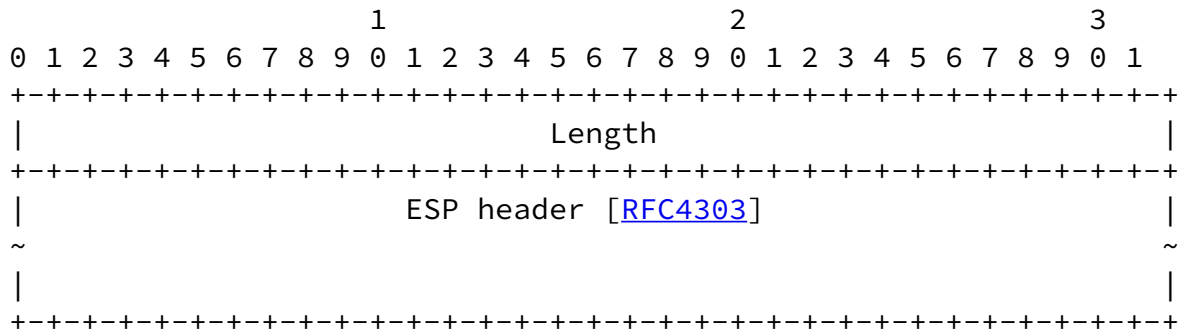 1                   2                   3
 0 1 2 3 4 5 6 7 8 9 0 1 2 3 4 5 6 7 8 9 0 1 2 3 4 5 6 7 8 9 0 1
+-+-+-+-+-+-+-+-+-+-+-+-+-+-+-+-+-+-+-+-+-+-+-+-+-+-+-+-+-+-+-+-+
|                             Length                            |
+-+-+-+-+-+-+-+-+-+-+-+-+-+-+-+-+-+-+-+-+-+-+-+-+-+-+-+-+-+-+-+-+
|                     ESP header [RFC4303]                      |
~                                                               ~
|                                                               |
+-+-+-+-+-+-+-+-+-+-+-+-+-+-+-+-+-+-+-+-+-+-+-+-+-+-+-+-+-+-+-+-+